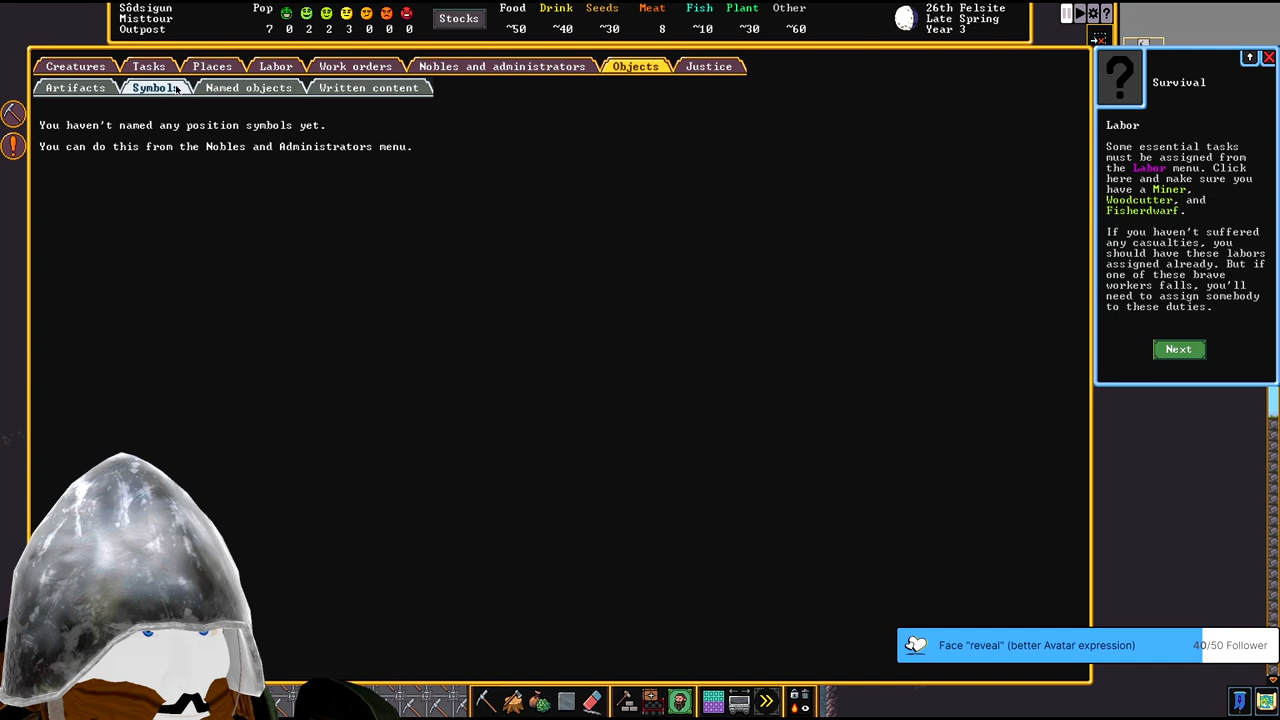 Sôdsigun
Misttour
Outpost
Pop
7 0 2 2 3 0 0 0
Stocks
Food Drink Seeds Meat Fish Plant Other
~50 ~40 ~30 8 ~10 ~30 ~60
26th Felsite
Late Spring
Year 3
Creatures Tasks Places Labor Work orders Nobles and administrators Objects Justice
Artifacts Symbols Named objects Written content
You haven't named any position symbols yet.
You can do this from the Nobles and Administrators menu.
Survival
Labor
Some essential tasks
must be assigned from
the Labor menu. Click
here and make sure you
have a Miner,
Woodcutter, and
Fisherdwarf.
If you haven't suffered
any casualties, you
should have these labors
assigned already. But if
one of these brave
workers falls, you'll
need to assign somebody
to these duties.
Next
Face "reveal" (better Avatar expression) 40/50 Follower